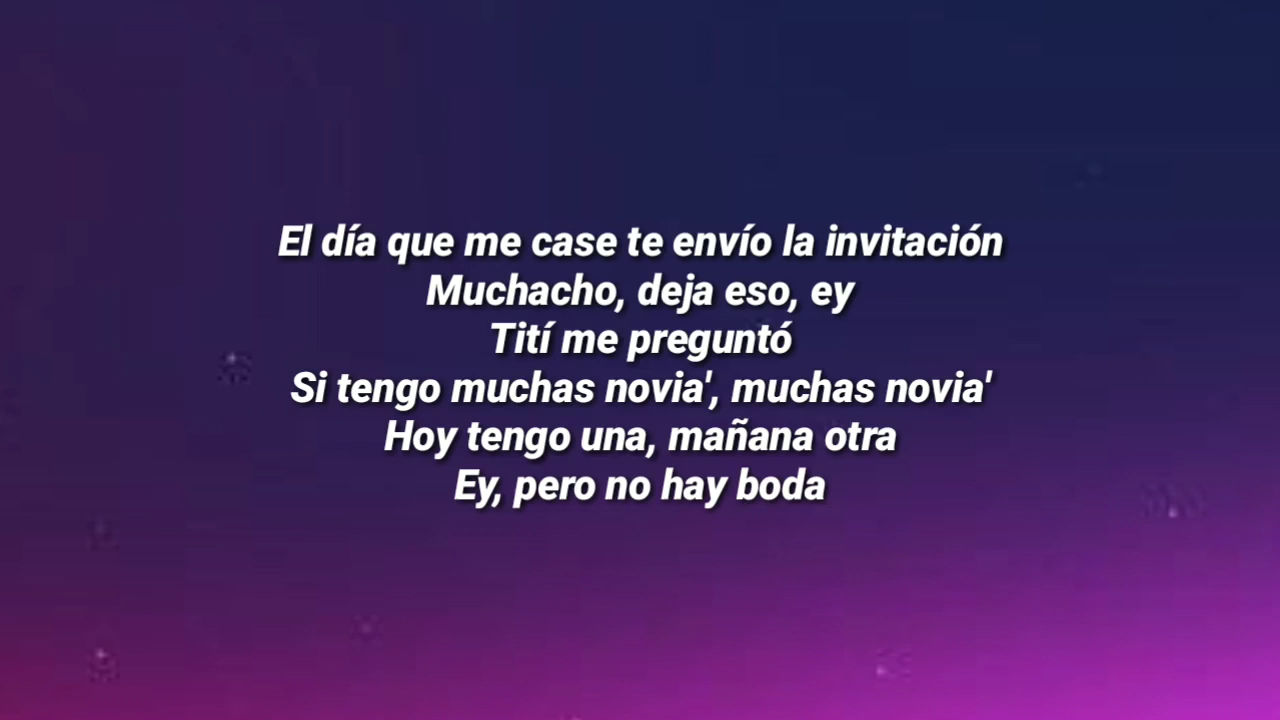 El día que me case te envío la invitación
Muchacho, deja eso, ey
Tití me preguntó
Si tengo muchas novia', muchas novia'
Hoy tengo una, mañana otra
Ey, pero no hay boda